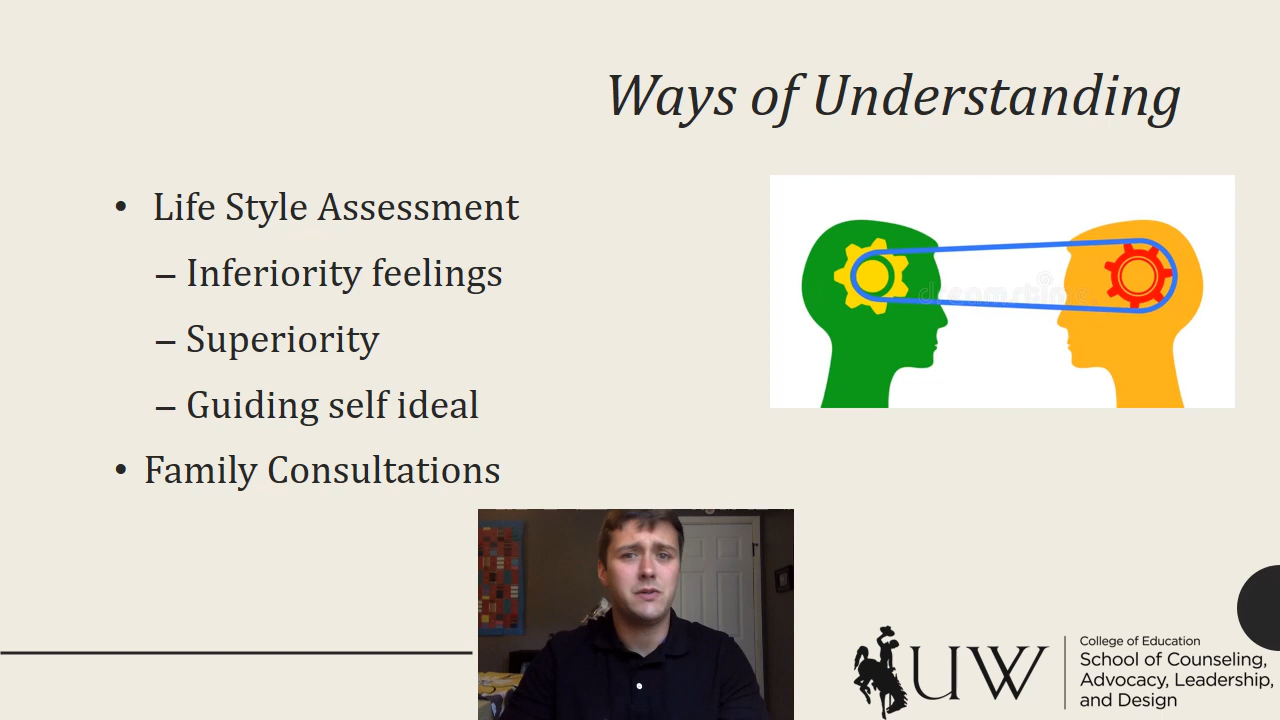 Ways of Understanding
• Life Style Assessment
– Inferiority feelings
– Superiority
– Guiding self ideal
• Family Consultations
dreamstime
UW
College of Education
School of Counseling,
Advocacy, Leadership,
and Design